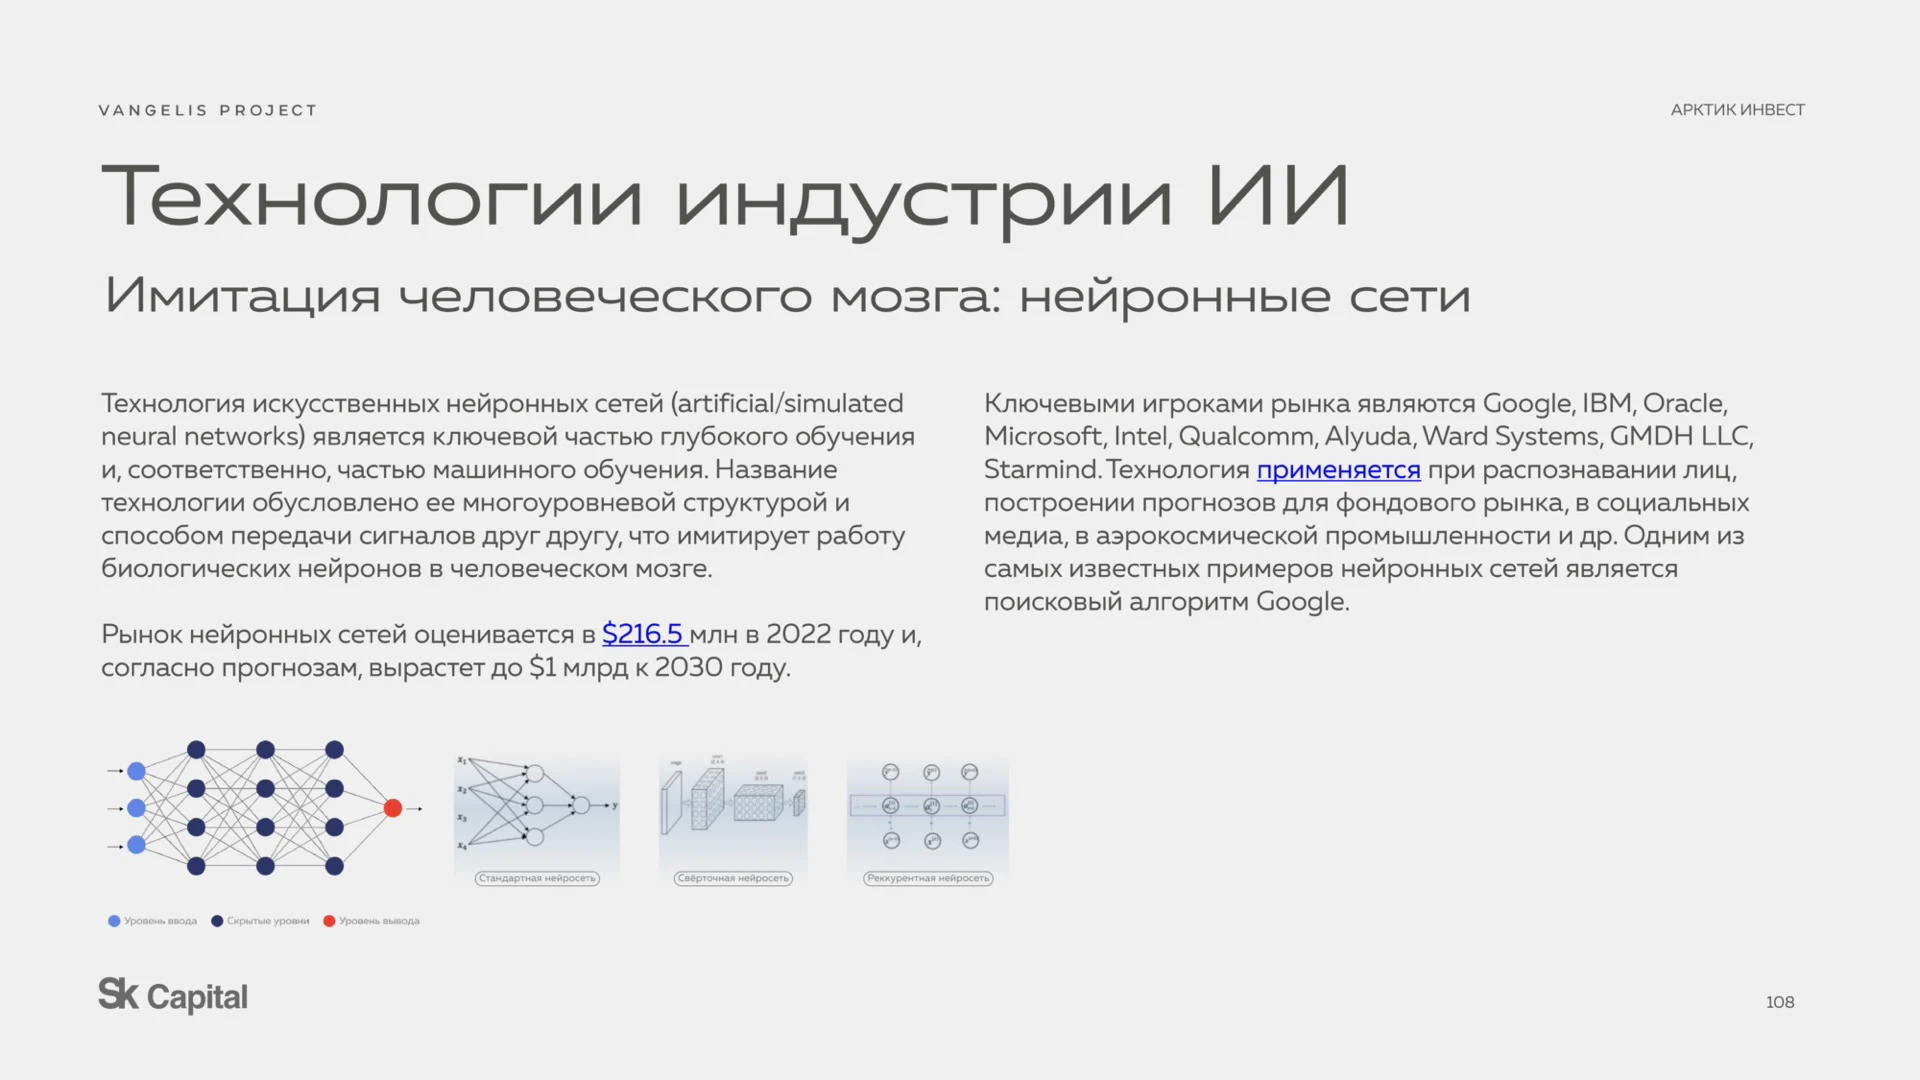 VANGELIS PROJECT
АРКТИК ИНВЕСТ
Технологии индустрии ИИ
Имитация человеческого мозга: нейронные сети
Технология искусственных нейронных сетей (artificial/simulated
neural networks) является ключевой частью глубокого обучения
и, соответственно, частью машинного обучения. Название
технологии обусловлено ее многоуровневой структурой и
способом передачи сигналов друг другу, что имитирует работу
биологических нейронов в человеческом мозге.
Рынок нейронных сетей оценивается в $216.5 млн в 2022 году и,
согласно прогнозам, вырастет до $1 млрд к 2030 году.
Ключевыми игроками рынка являются Google, IBM, Oracle,
Microsoft, Intel, Qualcomm, Alyuda, Ward Systems, GMDH LLC,
Starmind. Технология применяется при распознавании лиц,
построении прогнозов для фондового рынка, в социальных
медиа, в аэрокосмической промышленности и др. Одним из
самых известных примеров нейронных сетей является
поисковый алгоритм Google.
x₁
x₂
x₃
x₄
y
Стандартная нейросеть
Свёрточная нейросеть
Реккурентная нейросеть
Уровень ввода
Скрытые уровни
Уровень вывода
Sk Capital
108